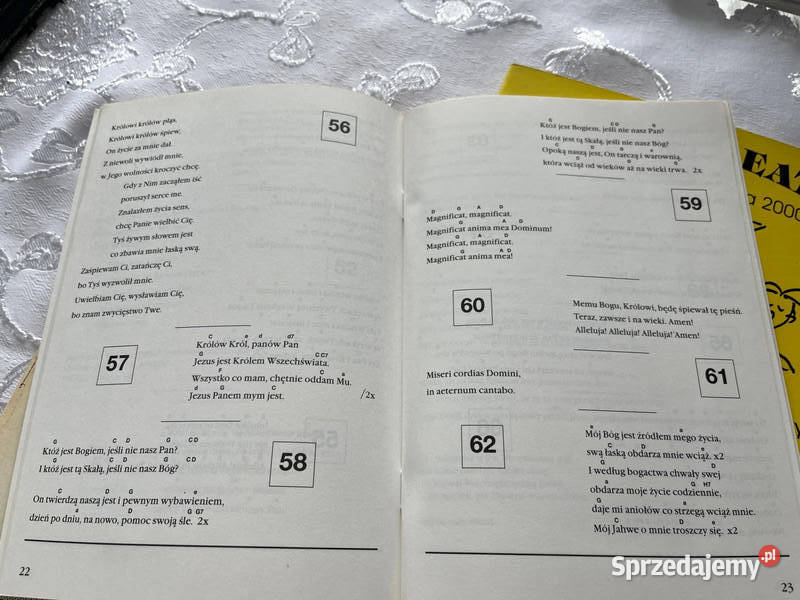 56
Królowi królów pląs,
Królowi królów śpiew,
On życie za mnie dał.
Z niewoli wywiódł mnie,
w Jego wolności kroczyć chcę.
Gdy z Nim zacząłem iść
poruszył serce me.
Znalazłem życia sens,
chcę Panie wielbić Cię.
Tyś żywym słowem jest
co zbawia mnie łaską swą.
Zaśpiewam Ci, zatańczę Ci,
bo Tyś wyzwolił mnie.
Uwielbiam Cię, wysławiam Cię,
bo znam zwycięstwo Twe.
57
C e d d7
Królów Król, panów Pan
G C C7
Jezus jest Królem Wszechświata.
F C a
Wszystko co mam, chętnie oddam Mu.
d G C
Jezus Panem mym jest. /2x
58
G C D G C D
Któż jest Bogiem, jeśli nie nasz Pan?
G C D G C D
I któż jest tą Skałą, jeśli nie nasz Bóg?
C D G e
On twierdzą naszą jest i pewnym wybawieniem,
a D G G7
dzień po dniu, na nowo, pomoc swoją śle. 2x
22
G C D G
Któż jest Bogiem, jeśli nie nasz Pan?
I któż jest tą Skałą, jeśli nie nasz Bóg?
Opoką naszą jest, On tarczą i warownią,
która wciąż od wieków aż na wieki trwa. 2x
59
D G A D
Magnificat, magnificat.
G A D
Magnificat anima mea Dominum!
G A D
Magnificat, magnificat.
G A D
Magnificat anima mea!
60
Memu Bogu, Królowi, będę śpiewał tę pieśń.
Teraz, zawsze i na wieki. Amen!
Alleluja! Alleluja! Alleluja! Amen!
61
Miseri cordias Domini,
in aeternum cantabo.
62
Mój Bóg jest źródłem mego życia,
swą łaską obdarza mnie wciąż. x2
I według bogactwa chwały swej
obdarza moje życie codziennie,
daje mi aniołów co strzegą wciąż mnie.
Mój Jahwe o mnie troszczy się. x2
23
EA
a 2000
Sprzedajemy.pl